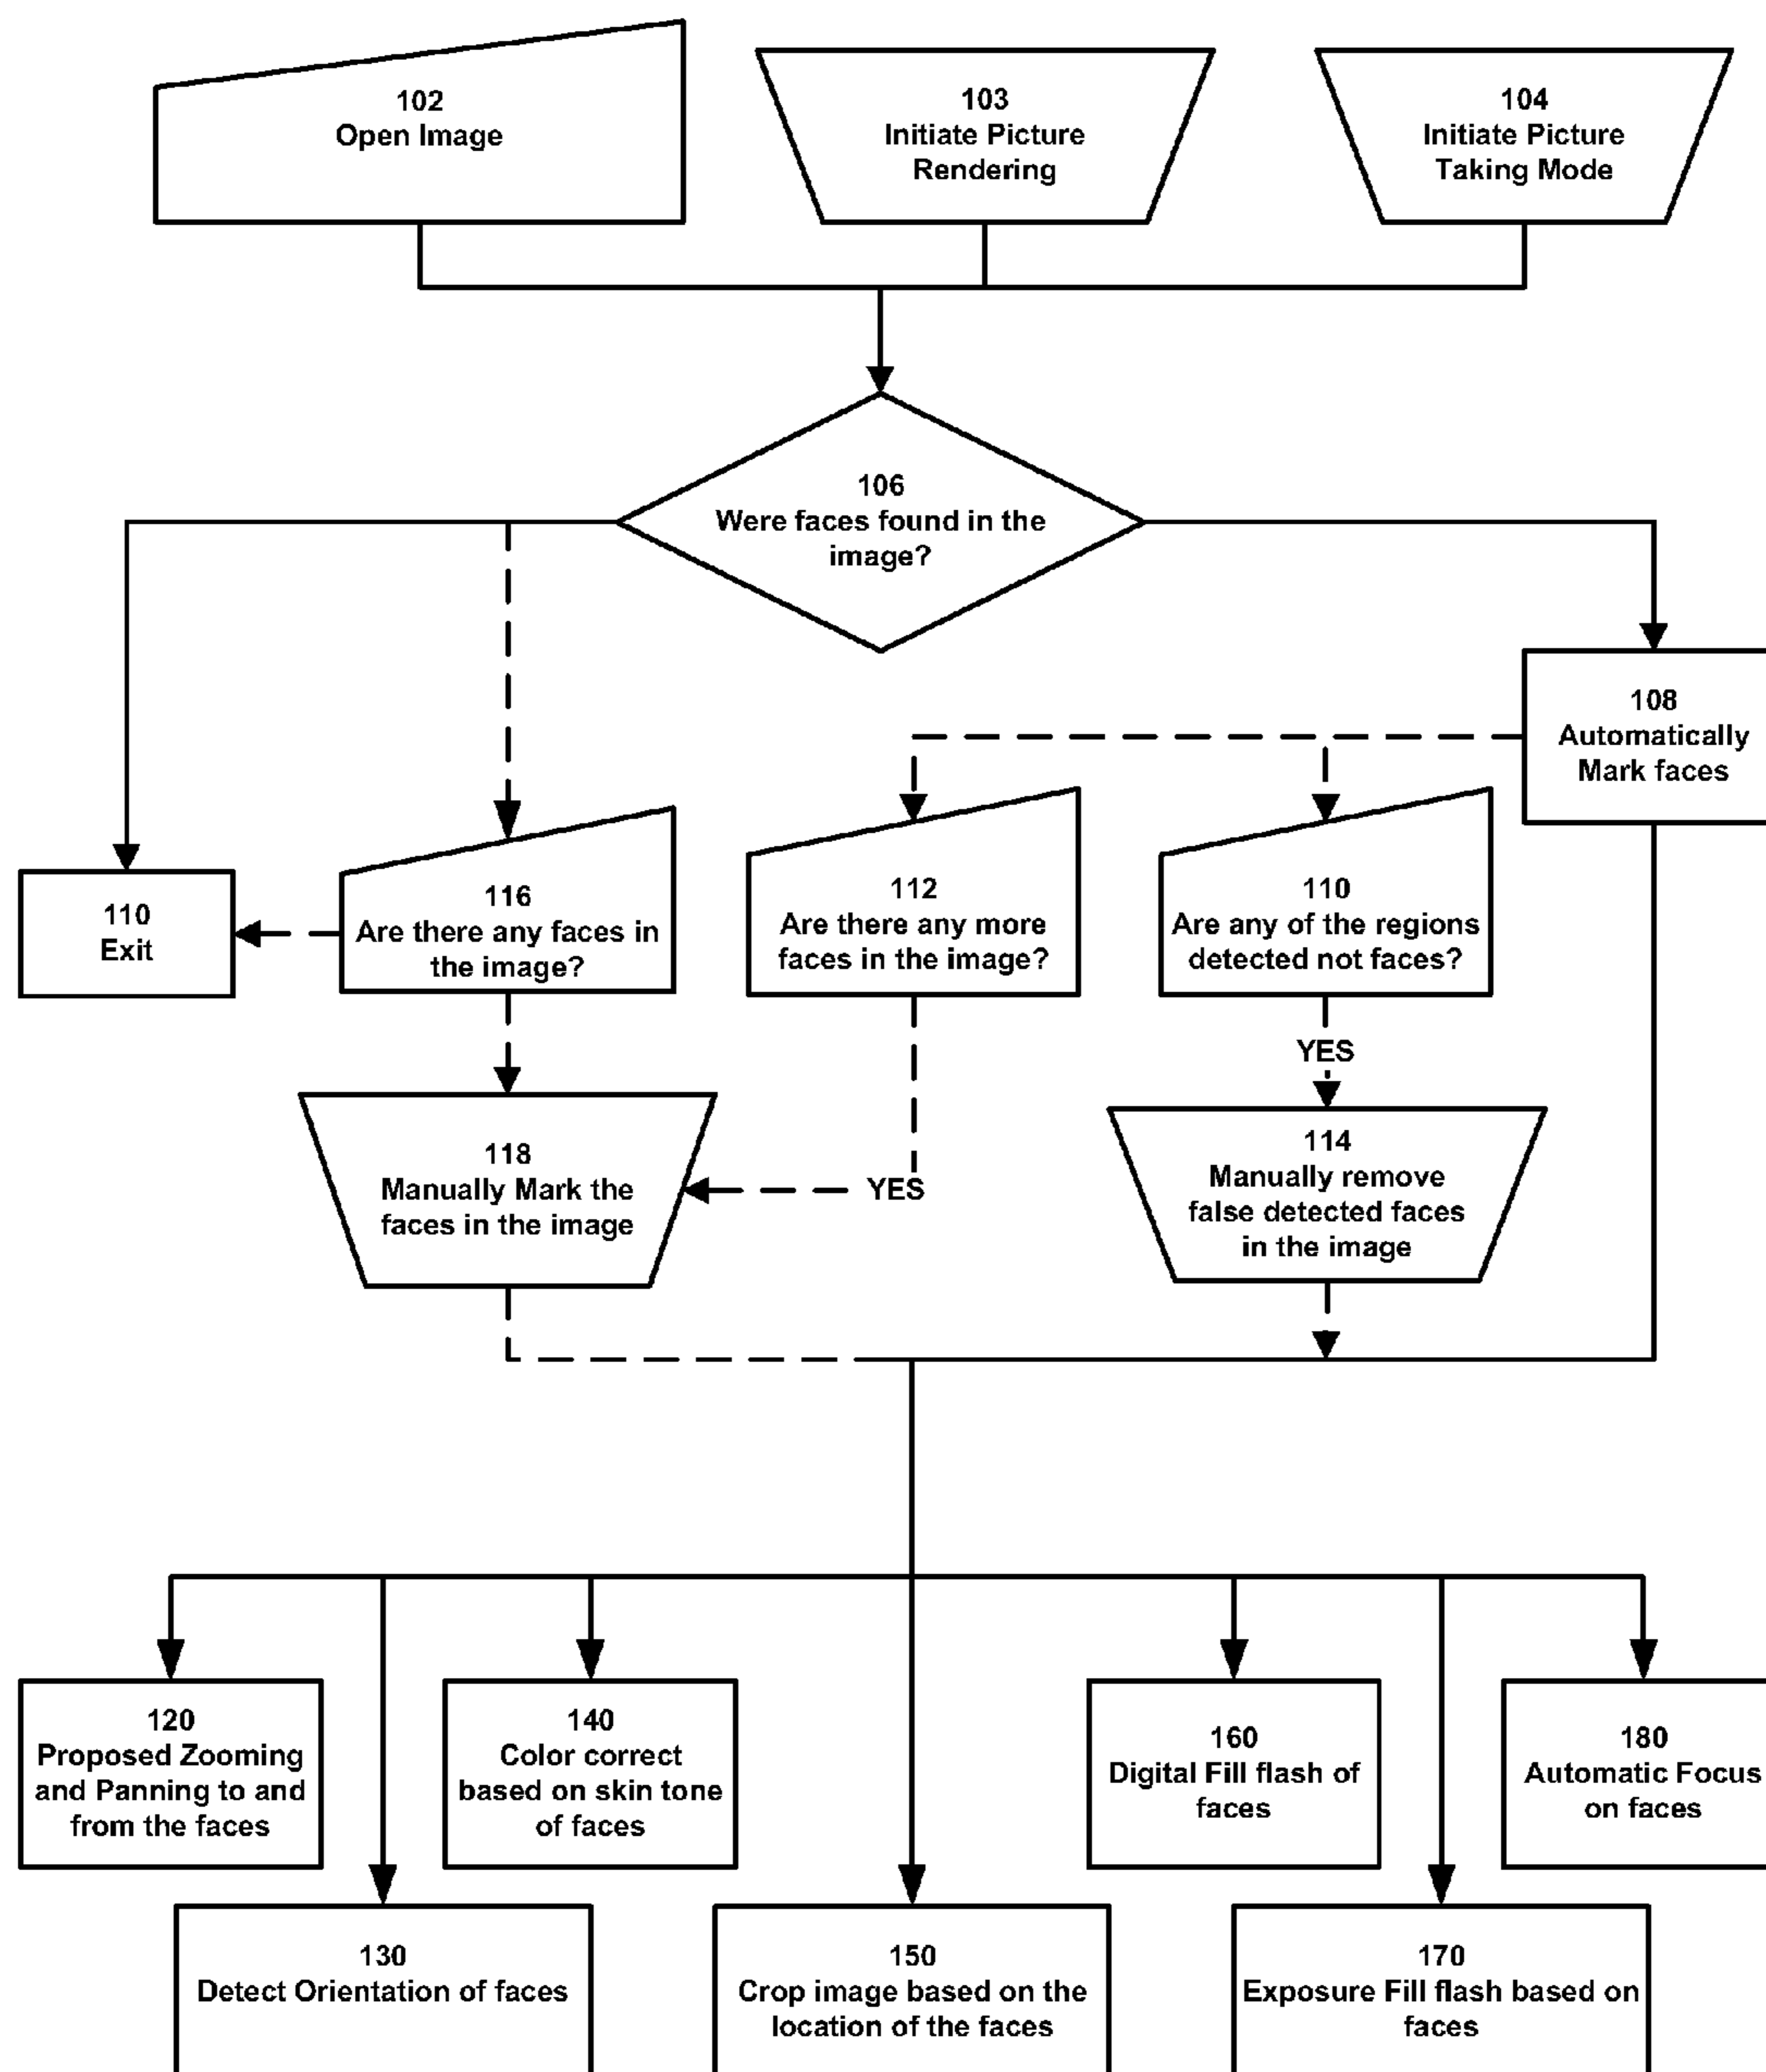 102
Open Image
103
Initiate Picture
Rendering
104
Initiate Picture
Taking Mode
106
Were faces found in the
image?
108
Automatically
Mark faces
110
Exit
116
Are there any faces in
the image?
112
Are there any more
faces in the image?
110
Are any of the regions
detected not faces?
YES
118
Manually Mark the
faces in the image
YES
114
Manually remove
false detected faces
in the image
120
Proposed Zooming
and Panning to and
from the faces
140
Color correct
based on skin tone
of faces
160
Digital Fill flash of
faces
180
Automatic Focus
on faces
130
Detect Orientation of faces
150
Crop image based on the
location of the faces
170
Exposure Fill flash based on
faces